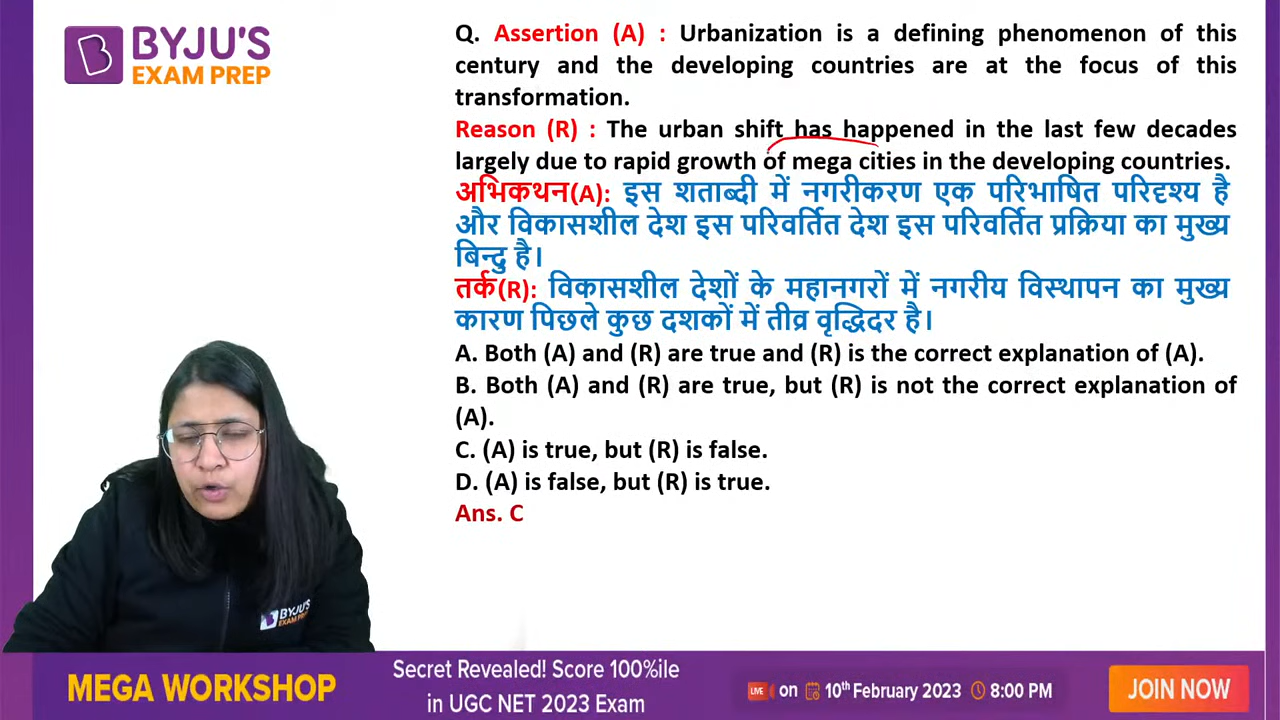 BYJU'S
EXAM PREP
Q. Assertion (A) : Urbanization is a defining phenomenon of this
century and the developing countries are at the focus of this
transformation.
Reason (R) : The urban shift has happened in the last few decades
largely due to rapid growth of mega cities in the developing countries.
अभिकथन(A): इस शताब्दी में नगरीकरण एक परिभाषित परिदृश्य है
और विकासशील देश इस परिवर्तित देश इस परिवर्तित प्रक्रिया का मुख्य
बिन्दु है।
तर्क(R): विकासशील देशों के महानगरों में नगरीय विस्थापन का मुख्य
कारण पिछले कुछ दशकों में तीव्र वृद्धिदर है।
A. Both (A) and (R) are true and (R) is the correct explanation of (A).
B. Both (A) and (R) are true, but (R) is not the correct explanation of
(A).
C. (A) is true, but (R) is false.
D. (A) is false, but (R) is true.
Ans. C
BYJU'S
EXAM PREP
MEGA WORKSHOP
Secret Revealed! Score 100%ile
in UGC NET 2023 Exam
LIVE on 10th February 2023 8:00 PM
JOIN NOW